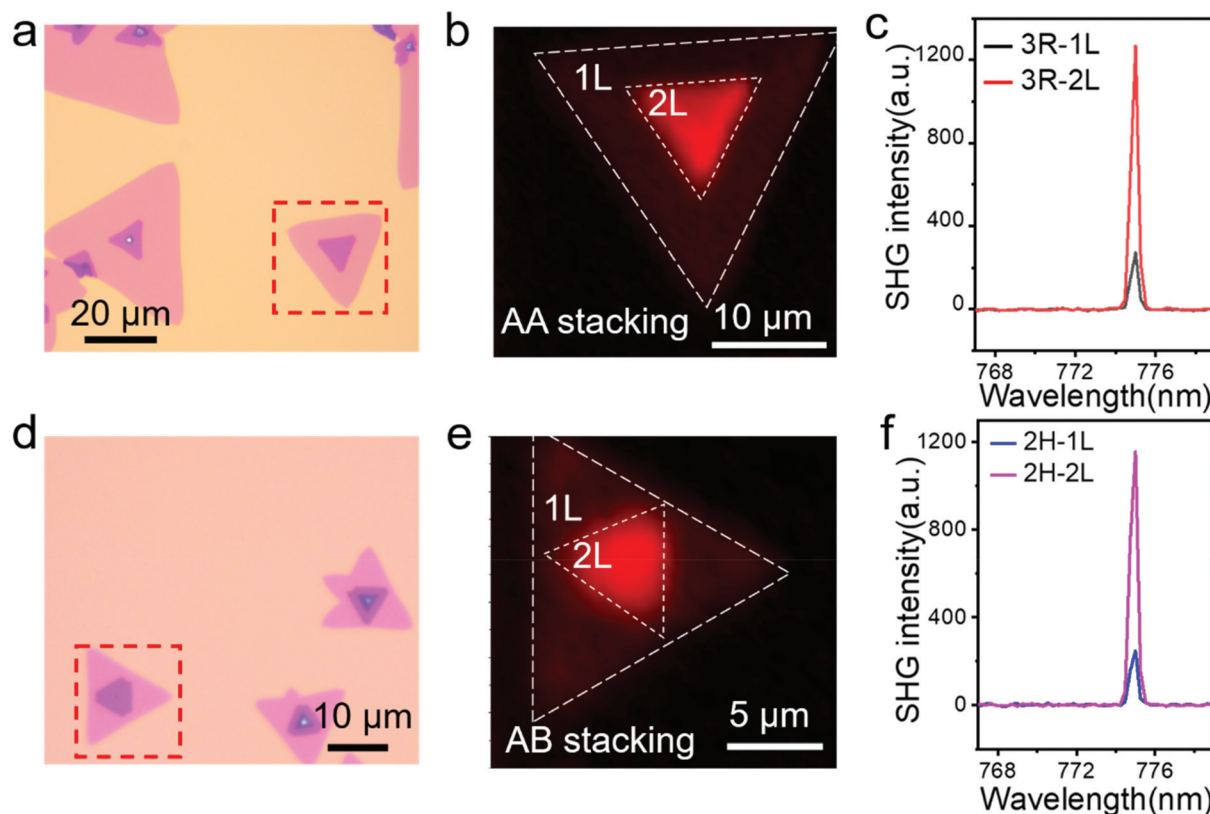 a
20 μm
b
1L
2L
AA stacking
10 μm
c
3R-1L
3R-2L
SHG intensity(a.u.)
1200
800
400
0
768
772
776
Wavelength(nm)
d
10 μm
e
1L
2L
AB stacking
5 μm
f
2H-1L
2H-2L
SHG intensity(a.u.)
1200
800
400
0
768
772
776
Wavelength(nm)